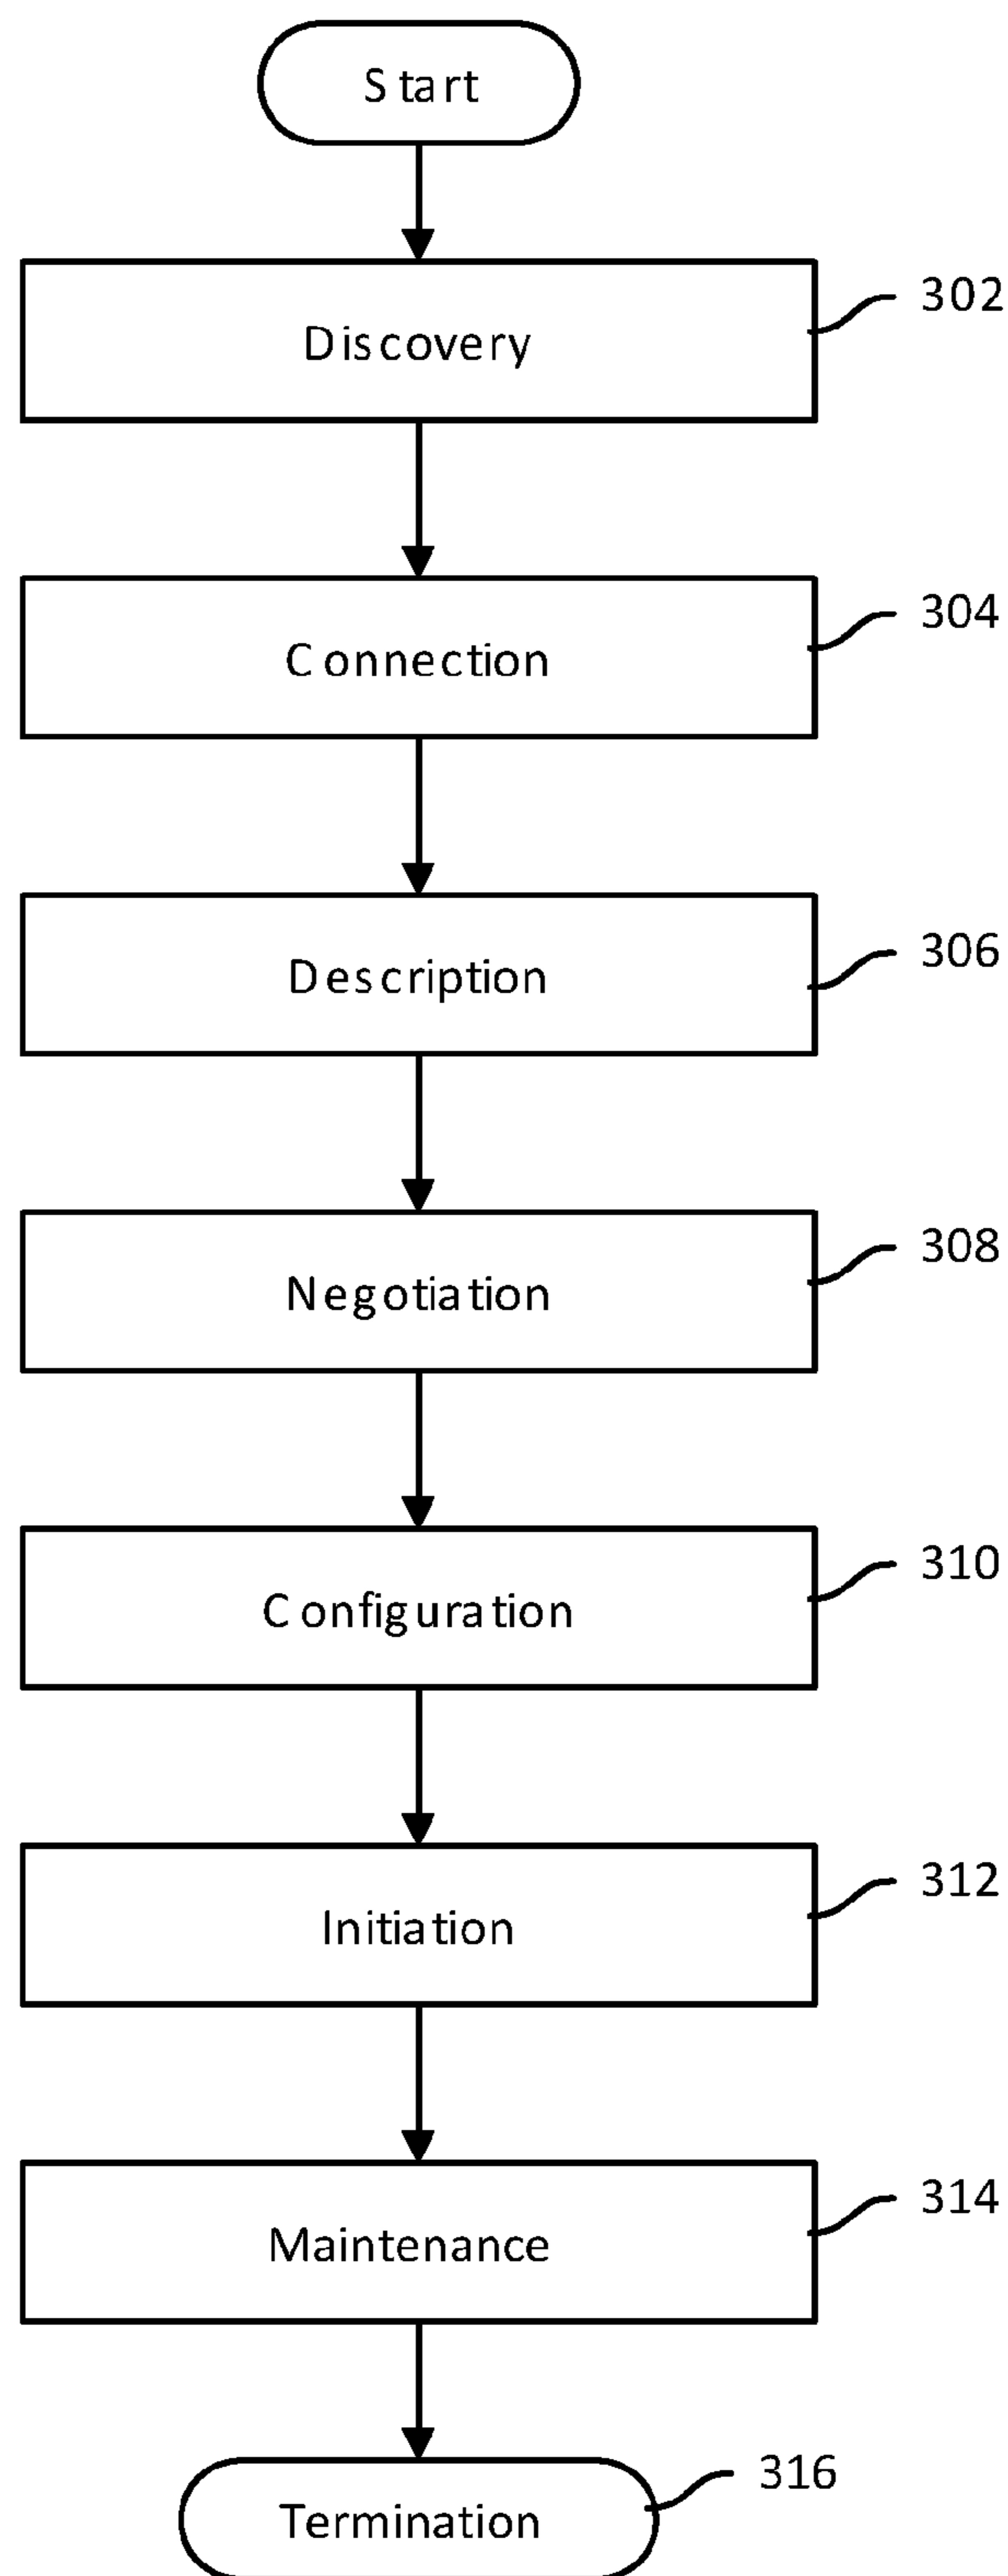 Start
Discovery
302
Connection
304
Description
306
Negotiation
308
Configuration
310
Initiation
312
Maintenance
314
Termination
316